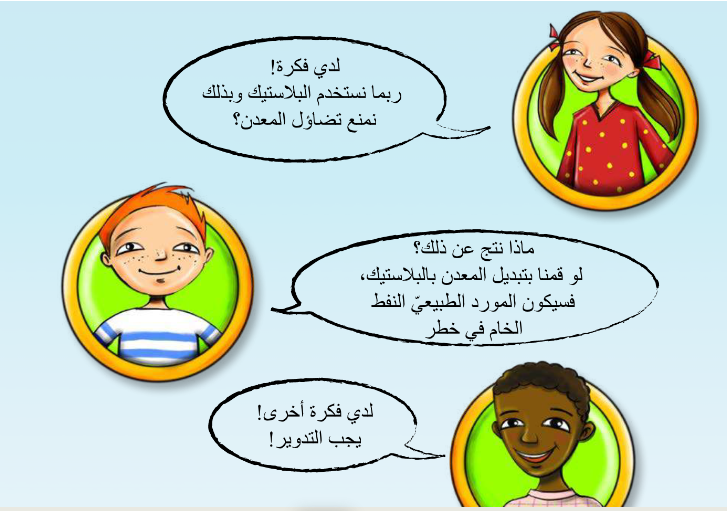 لدي فكرة!
ربما نستخدم البلاستيك وبذلك
نمنع تضاؤل المعدن؟
ماذا نتج عن ذلك؟
لو قمنا بتبديل المعدن بالبلاستيك،
فسيكون المورد الطبيعيّ النفط
الخام في خطر
لدي فكرة أخرى!
يجب التدوير!